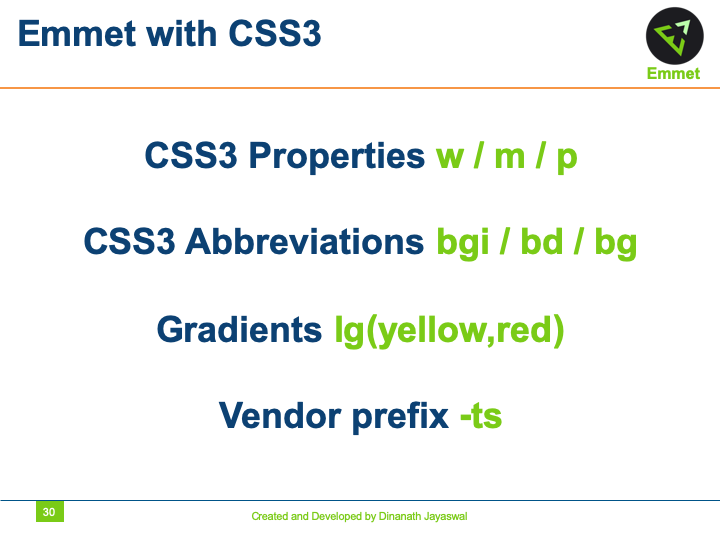 Emmet with CSS3
Emmet
CSS3 Properties w / m / p
CSS3 Abbreviations bgi / bd / bg
Gradients lg(yellow,red)
Vendor prefix -ts
30
Created and Developed by Dinanath Jayaswal